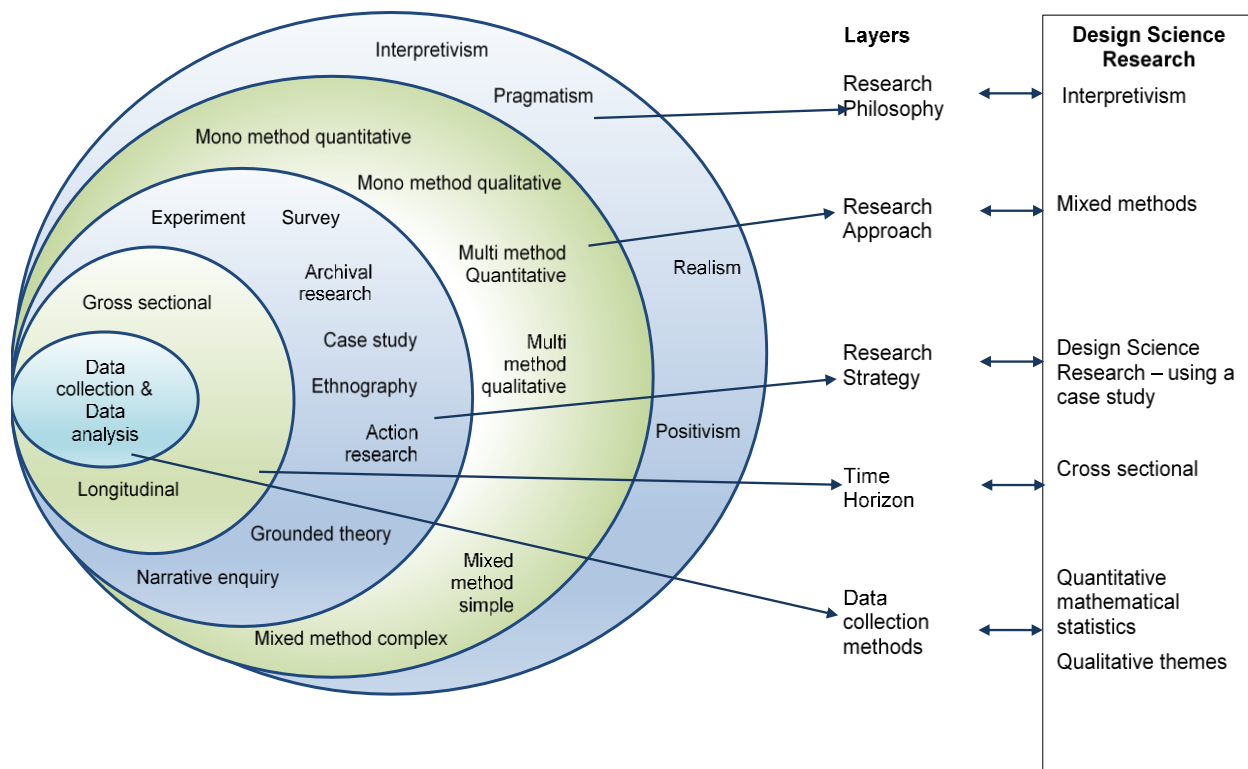 Interpretivism
Pragmatism
Mono method quantitative
Mono method qualitative
Experiment
Survey
Multi method
Quantitative
Archival
research
Realism
Gross sectional
Case study
Multi
method
qualitative
Data
collection &
Data
analysis
Ethnography
Action
research
Positivism
Longitudinal
Grounded theory
Narrative enquiry
Mixed
method
simple
Mixed method complex
Layers
Research
Philosophy
Research
Approach
Research
Strategy
Time
Horizon
Data
collection
methods
Design Science
Research
Interpretivism
Mixed methods
Design Science
Research – using a
case study
Cross sectional
Quantitative
mathematical
statistics
Qualitative themes